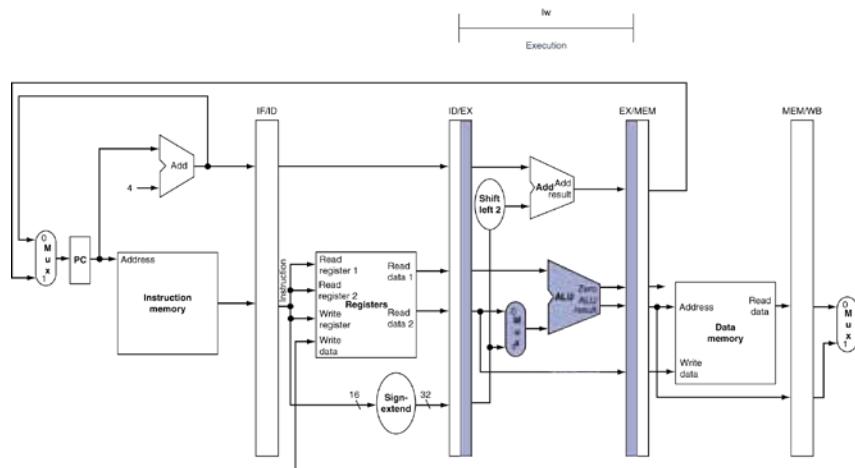 lw
Execution
IF/ID
ID/EX
EX/MEM
MEM/WB
Add
4
Shift
left 2
Add
Add
result
0
M
u
x
1
PC
Address
Instruction
memory
Instruction
Read
register 1
Read
register 2
Write
register
Write
data
Registers
Read
data 1
Read
data 2
16
Sign-
extend
32
0
M
u
x
1
ALU
Zero
ALU
result
Address
Write
data
Data
memory
Read
data
0
M
u
x
1